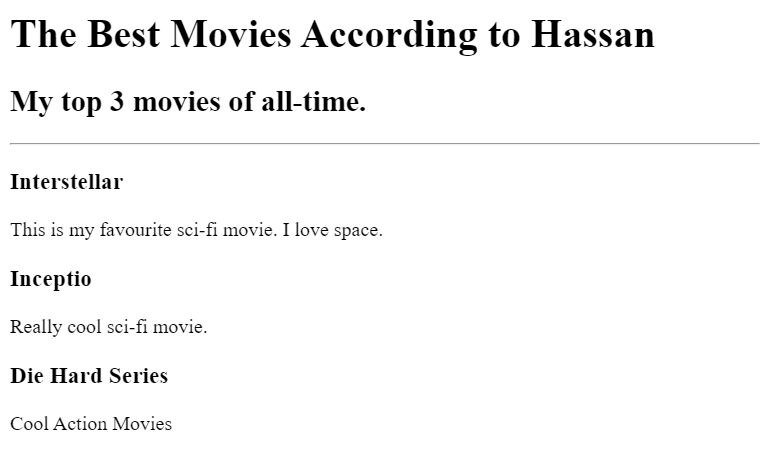 The Best Movies According to Hassan
My top 3 movies of all-time.
Interstellar
This is my favourite sci-fi movie. I love space.
Inceptio
Really cool sci-fi movie.
Die Hard Series
Cool Action Movies